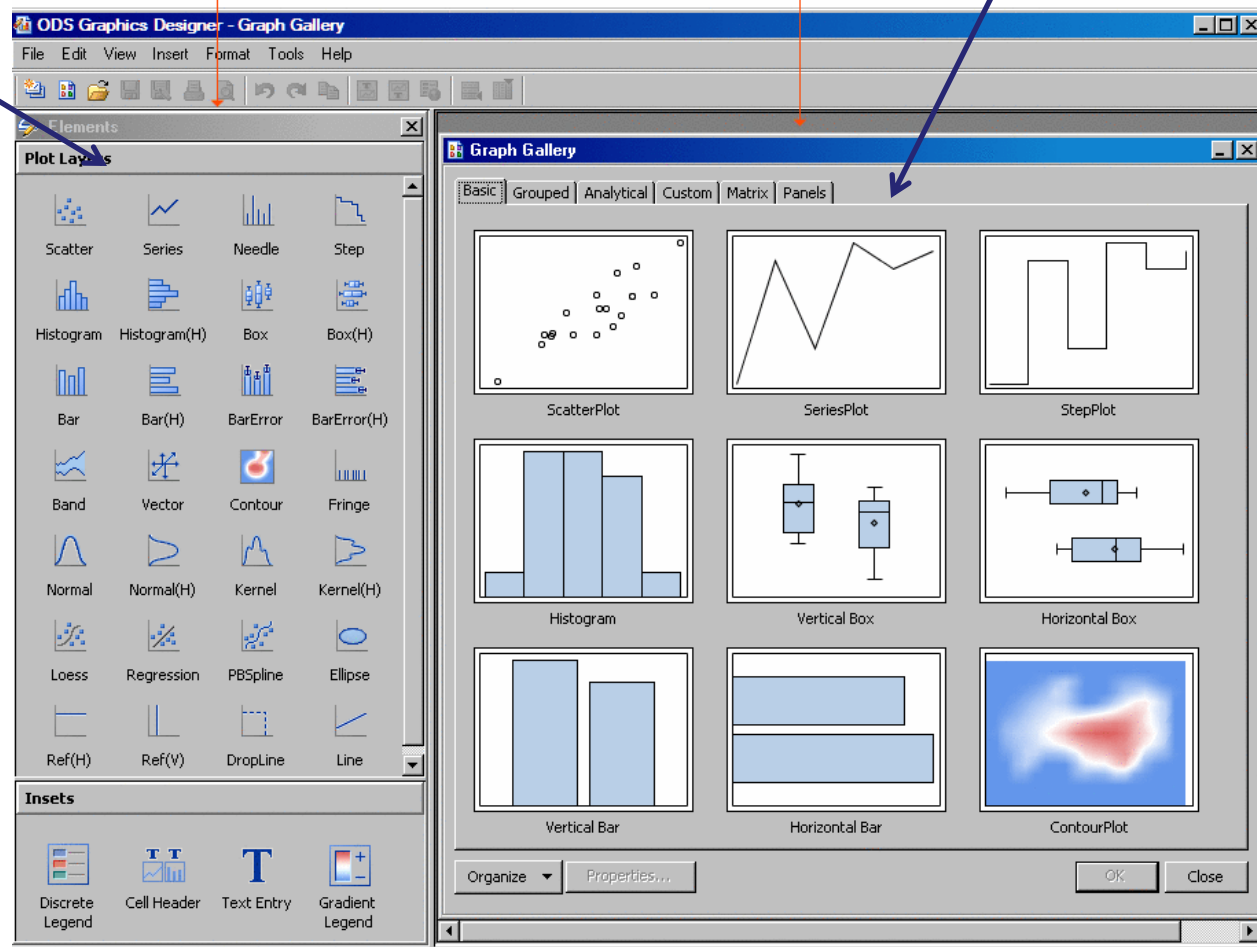 ODS Graphics Designer - Graph Gallery
File Edit View Insert Format Tools Help
Elements
Plot Layers
Scatter Series Needle Step
Histogram Histogram(H) Box Box(H)
Bar Bar(H) BarError BarError(H)
Band Vector Contour Fringe
Normal Normal(H) Kernel Kernel(H)
Loess Regression PBSpline Ellipse
Ref(H) Ref(V) DropLine Line
Insets
T T T
Discrete Legend Cell Header Text Entry Gradient Legend
Graph Gallery
Basic Grouped Analytical Custom Matrix Panels
ScatterPlot SeriesPlot StepPlot
Histogram Vertical Box Horizontal Box
Vertical Bar Horizontal Bar ContourPlot
Organize Properties... OK Close